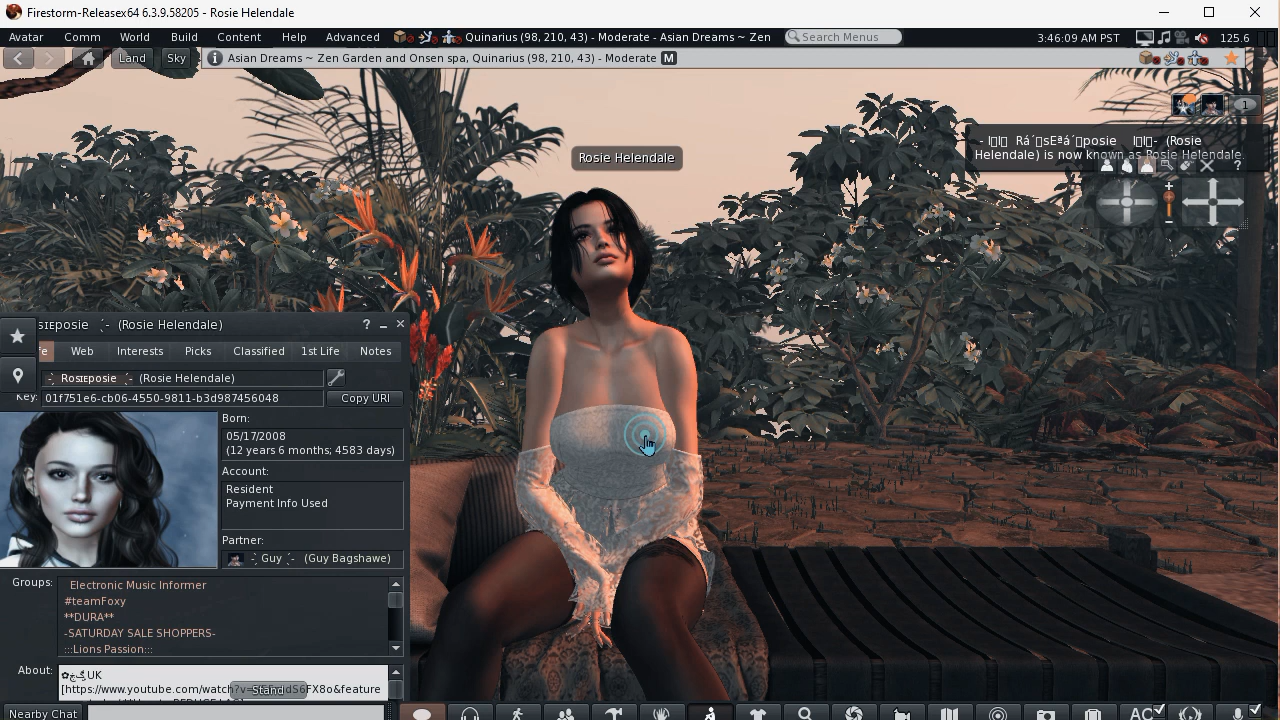 Firestorm-Releasex64 6.3.9.58205 - Rosie Helendale
Avatar Comm World Build Content Help Advanced Quinarius (98, 210, 43) - Moderate - Asian Dreams ~ Zen Search Menus 3:46:09 AM PST 125.6
Land Sky Asian Dreams ~ Zen Garden and Onsen spa, Quinarius (98, 210, 43) - Moderate M
1
Rosie Helendale
(Rosie
Helendale) is now known as Rosie Helendale.
(Rosie Helendale) ?
Web Interests Picks Classified 1st Life Notes
(Rosie Helendale)
Key: 01f751e6-cb06-4550-9811-b3d987456048 Copy URI
Born:
05/17/2008
(12 years 6 months; 4583 days)
Account:
Resident
Payment Info Used
Partner:
Guy (Guy Bagshawe)
Groups: Electronic Music Informer
#teamFoxy
**DURA**
-SATURDAY SALE SHOPPERS-
:::Lions Passion:::
About: UK
Stand
Nearby Chat AO